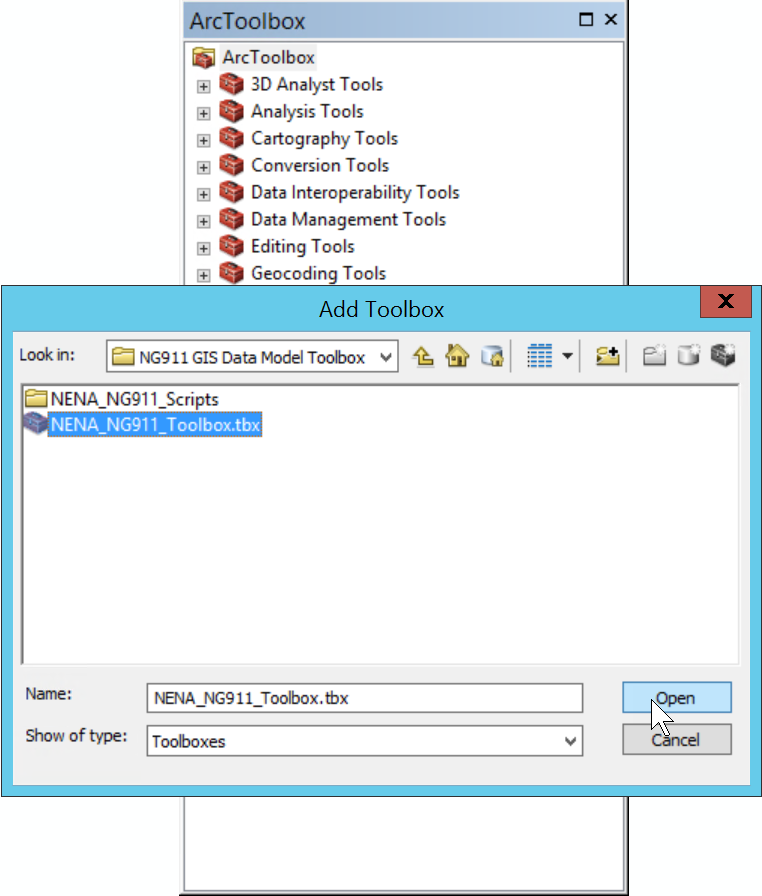 ArcToolbox
ArcToolbox
3D Analyst Tools
Analysis Tools
Cartography Tools
Conversion Tools
Data Interoperability Tools
Data Management Tools
Editing Tools
Geocoding Tools
Add Toolbox
Look in:
NG911 GIS Data Model Toolbox
NENA_NG911_Scripts
NENA_NG911_Toolbox.tbx
Name:
NENA_NG911_Toolbox.tbx
Open
Show of type:
Toolboxes
Cancel